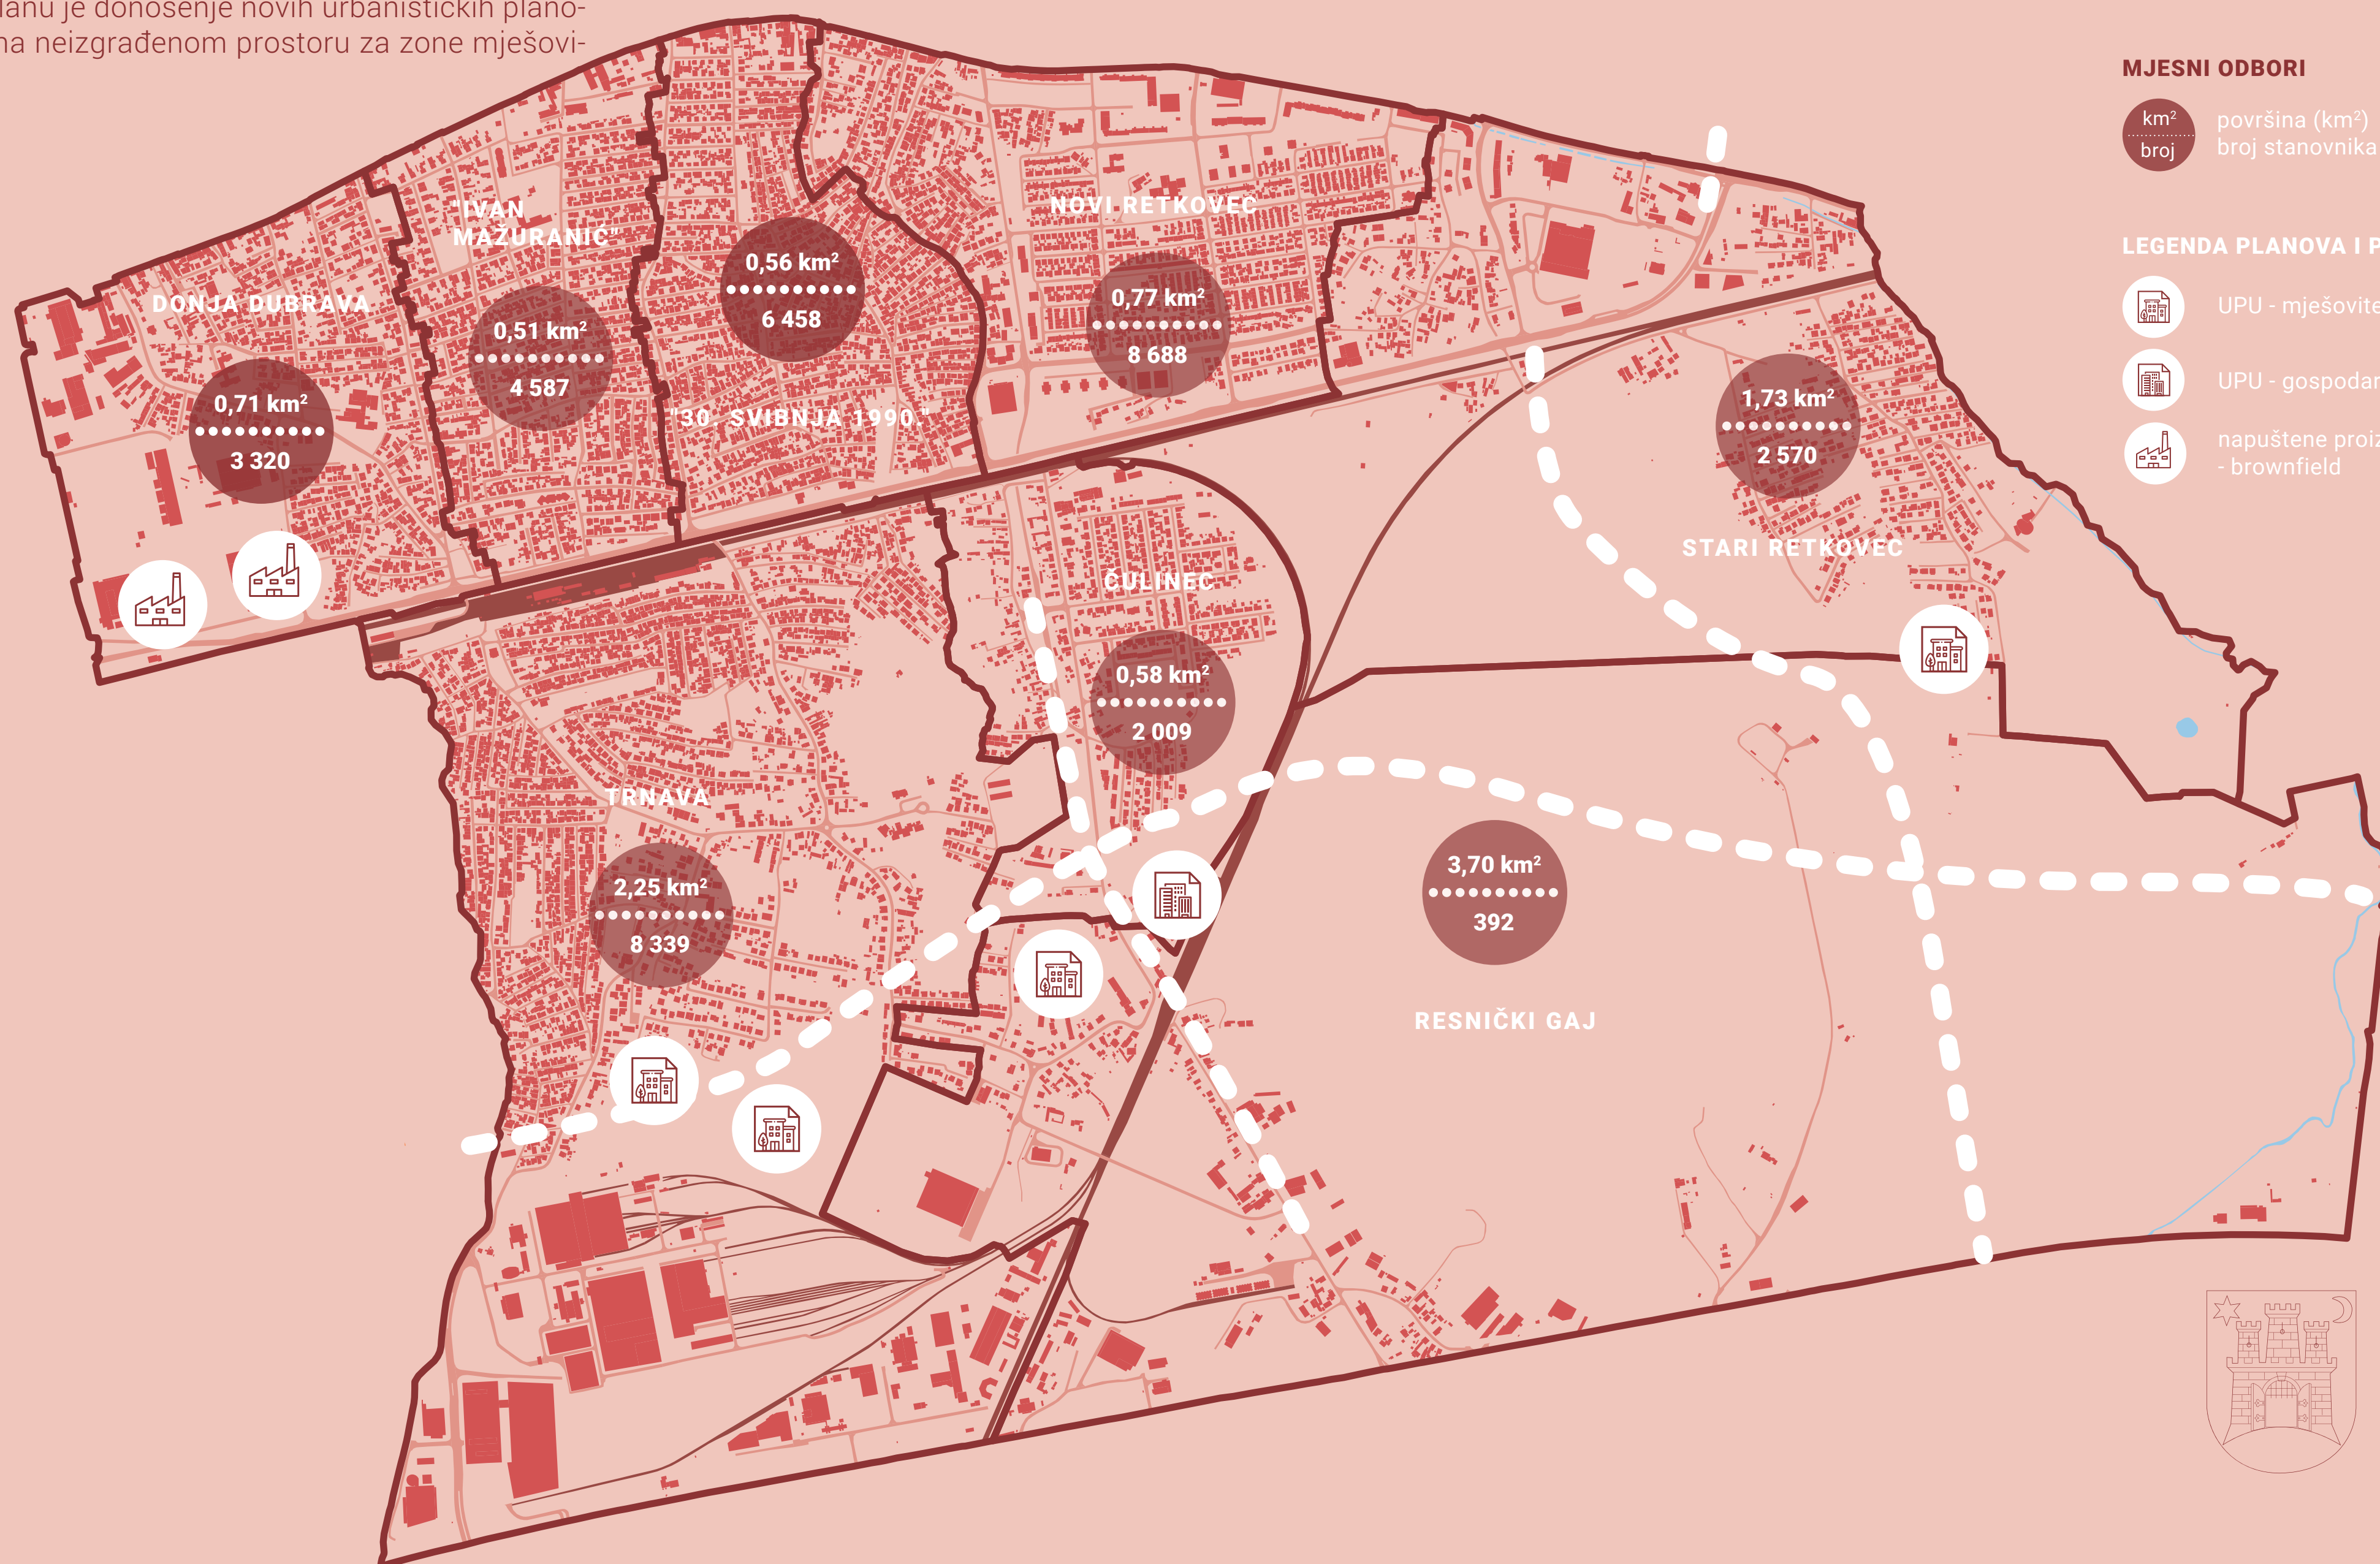 lanu je donošenje novih urbanističkih plano-
na neizgrađenom prostoru za zone mješovi-
MJESNI ODBORI
km²
broj
površina (km²)
broj stanovnika
LEGENDA PLANOVA I P
UPU - mješovite
UPU - gospodar
napuštene proiz
- brownfield
DONJA DUBRAVA
0,71 km²
3 320
"IVAN
MAŽURANIĆ"
0,51 km²
4 587
0,56 km²
6 458
"30. SVIBNJA 1990."
NOVI RETKOVEC
0,77 km²
8 688
1,73 km²
2 570
STARI RETKOVEC
ČULINEC
0,58 km²
2 009
TRNAVA
2,25 km²
8 339
3,70 km²
392
RESNIČKI GAJ